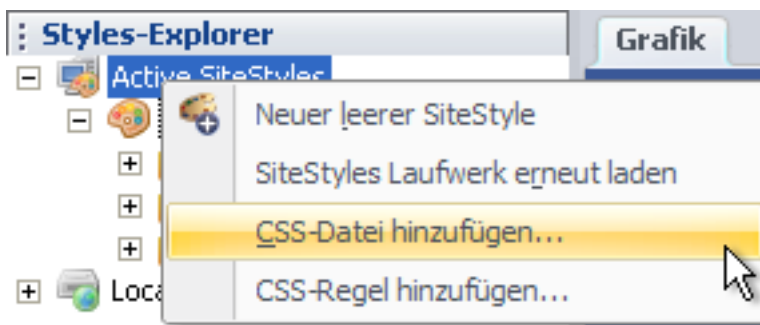 Styles-Explorer
Grafik
Active SiteStyles
Neuer leerer SiteStyle
SiteStyles Laufwerk erneut laden
CSS-Datei hinzufügen...
CSS-Regel hinzufügen...